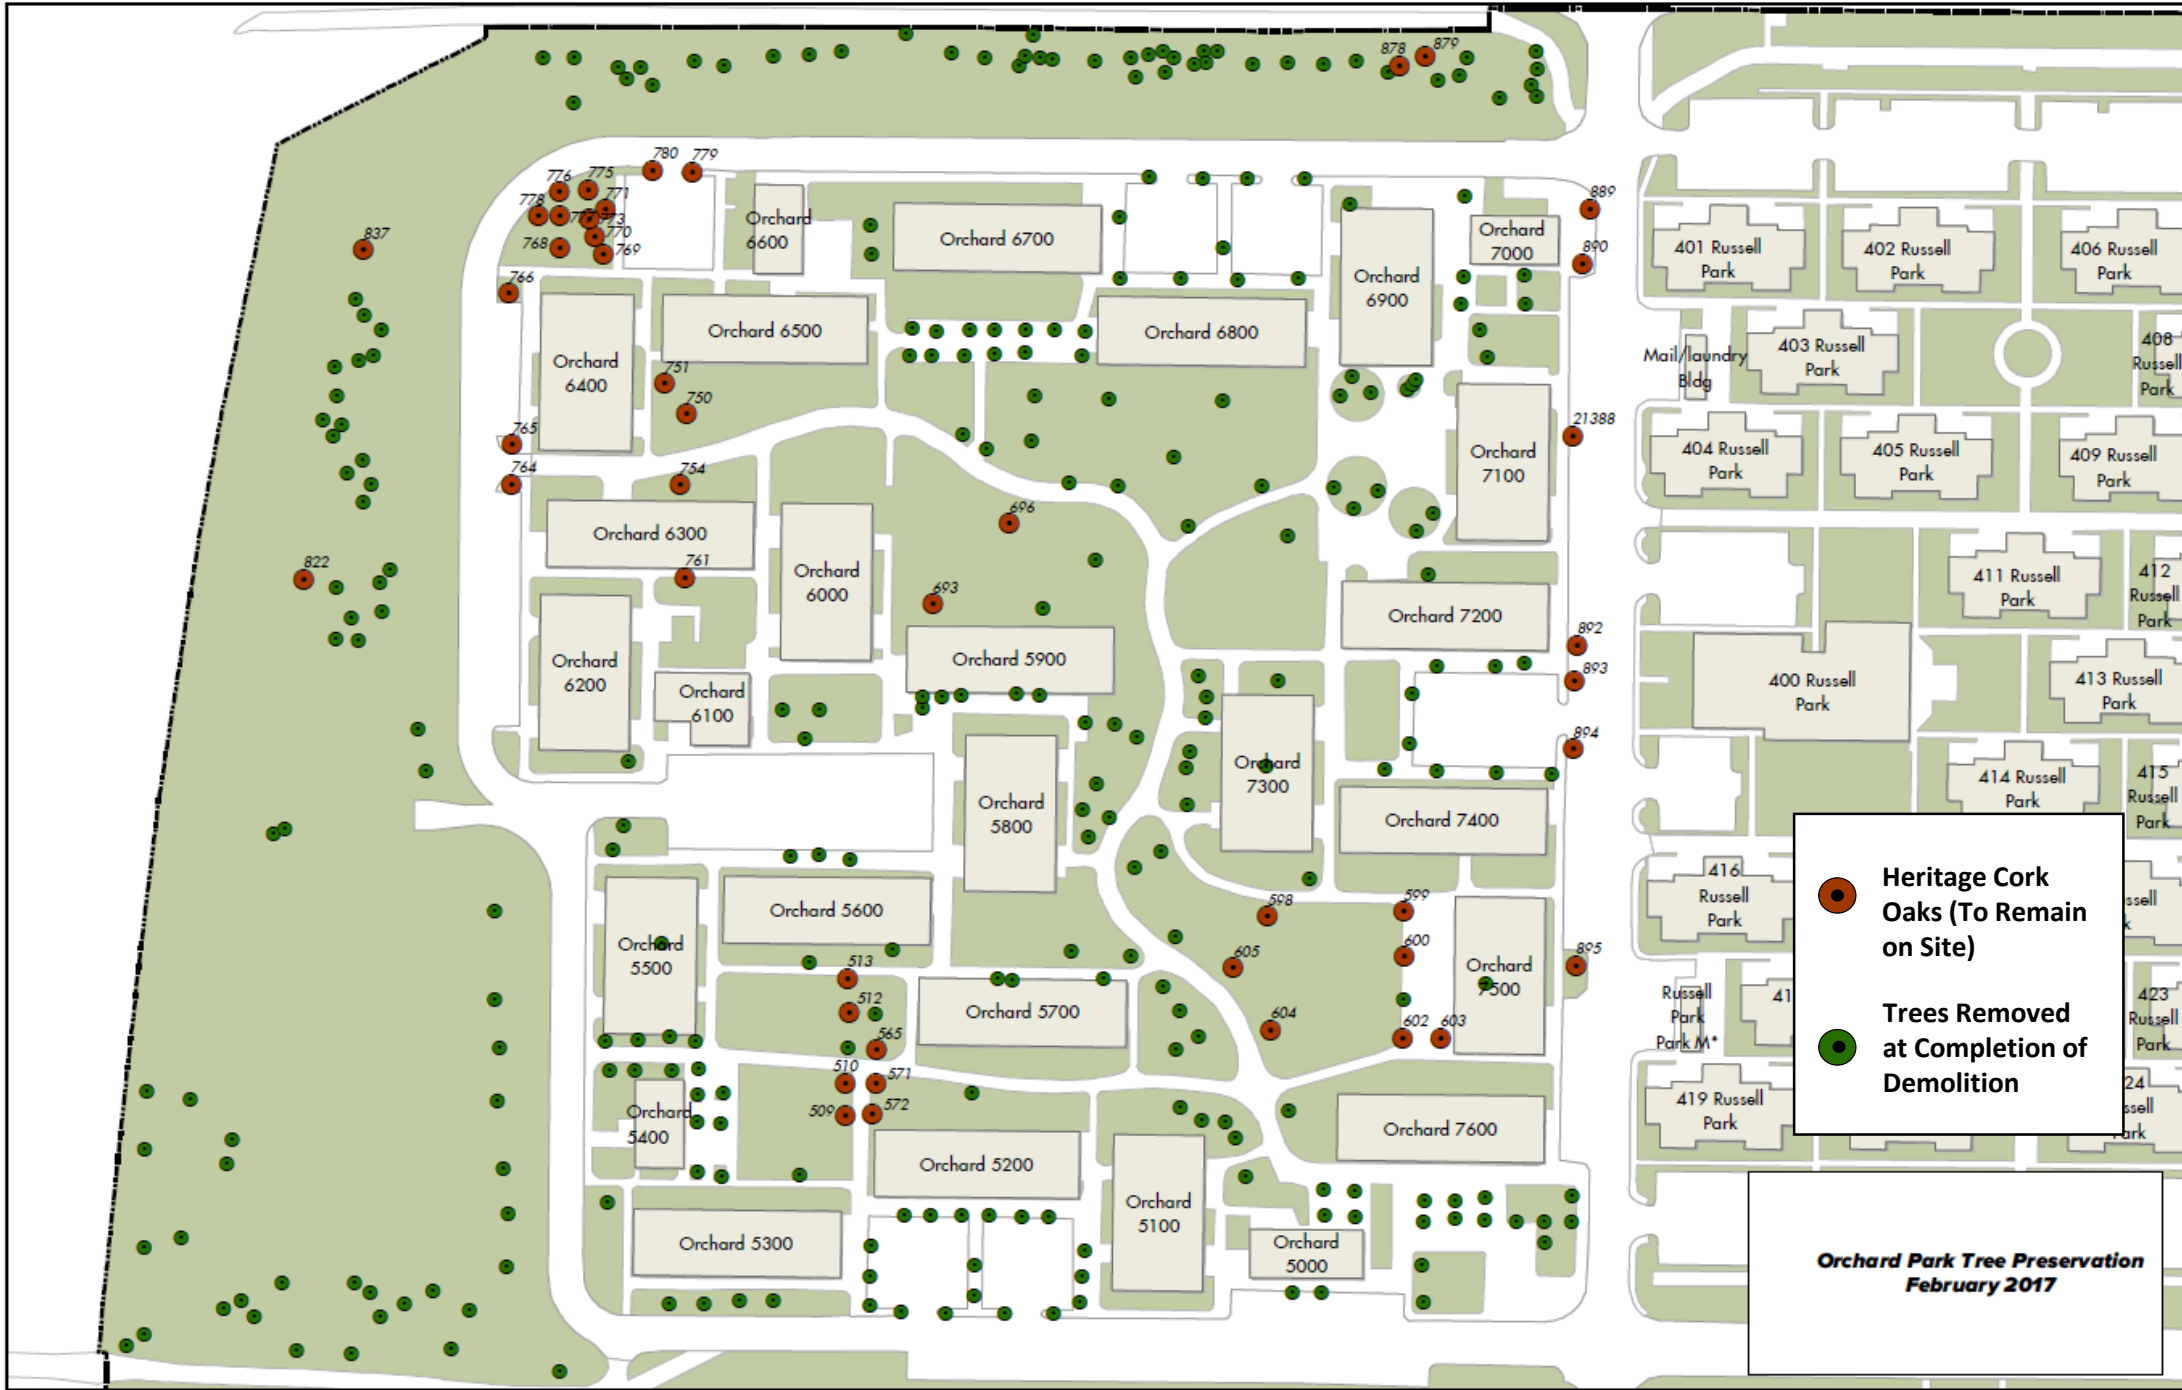 878
879
780
779
776
775
771
778
773
770
768
769
837
766
889
890
Orchard
6600
Orchard 6700
Orchard
6900
Orchard
7000
401 Russell
Park
402 Russell
Park
406 Russell
Park
Orchard 6500
Orchard 6800
Orchard
6400
751
750
Mail/laundry
Bldg
403 Russell
Park
408
Russell
Park
765
764
754
696
21388
Orchard
7100
404 Russell
Park
405 Russell
Park
409 Russell
Park
Orchard 6300
822
761
Orchard
6000
693
Orchard 7200
892
893
894
411 Russell
Park
412
Russell
Park
Orchard
6200
Orchard
6100
Orchard 5900
400 Russell
Park
413 Russell
Park
Orchard
7300
Orchard
5800
Orchard 7400
414 Russell
Park
415
Russell
Park
Orchard 5600
Orchard
5500
598
599
600
605
604
602
603
Orchard
7500
895
416
Russell
Park
513
512
565
510
571
509
572
Orchard 5700
Russell
Park
Park M*
41
423
Russell
Park
Orchard
5400
Orchard 5200
Orchard
5100
Orchard 7600
419 Russell
Park
24
ssell
Park
Orchard 5300
Orchard
5000
Heritage Cork
Oaks (To Remain
on Site)
Trees Removed
at Completion of
Demolition
Orchard Park Tree Preservation
February 2017